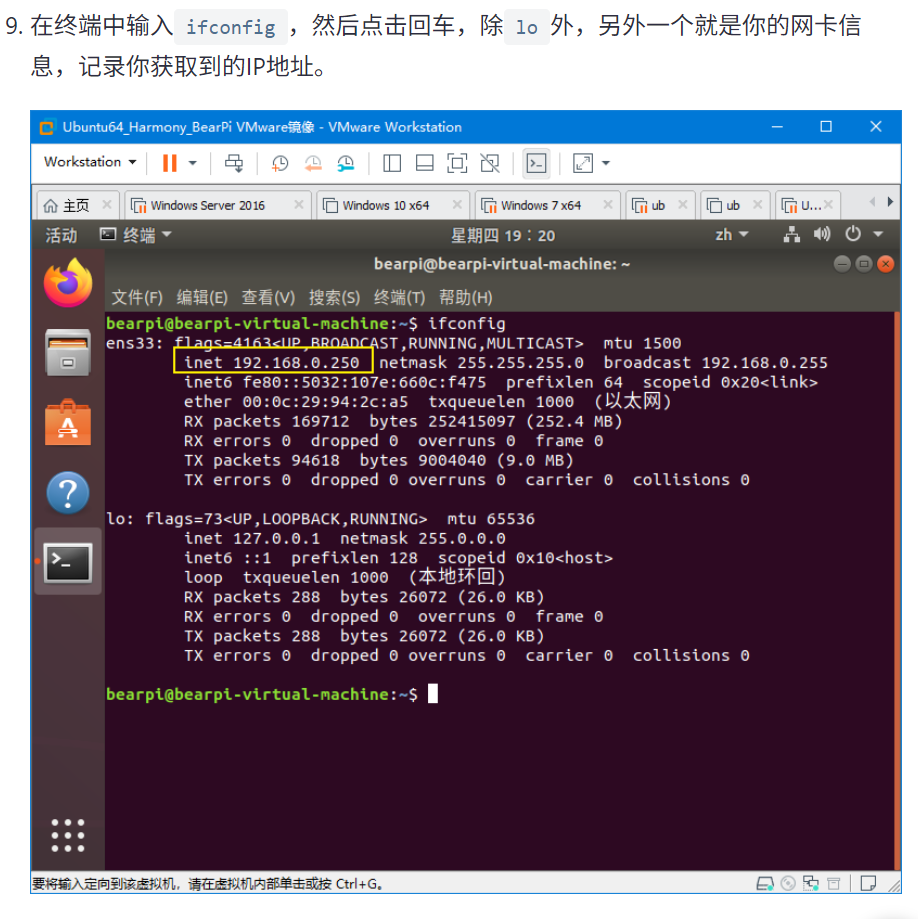 9. 在终端中输入 ifconfig ，然后点击回车，除 lo 外，另外一个就是你的网卡信
息，记录你获取到的IP地址。
Ubuntu64_Harmony_BearPi VMware镜像 - VMware Workstation
Workstation
主页 Windows Server 2016 Windows 10 x64 Windows 7 x64 ub ub U...
活动 终端 星期四 19：20 zh
bearpi@bearpi-virtual-machine: ~
文件(F) 编辑(E) 查看(V) 搜索(S) 终端(T) 帮助(H)
bearpi@bearpi-virtual-machine:~$ ifconfig
ens33: flags=4163<UP,BROADCAST,RUNNING,MULTICAST>  mtu 1500
inet 192.168.0.250  netmask 255.255.255.0  broadcast 192.168.0.255
inet6 fe80::5032:107e:660c:f475  prefixlen 64  scopeid 0x20<link>
ether 00:0c:29:94:2c:a5  txqueuelen 1000  (以太网)
RX packets 169712  bytes 252415097 (252.4 MB)
RX errors 0  dropped 0  overruns 0  frame 0
TX packets 94618  bytes 9004040 (9.0 MB)
TX errors 0  dropped 0 overruns 0  carrier 0  collisions 0
lo: flags=73<UP,LOOPBACK,RUNNING>  mtu 65536
inet 127.0.0.1  netmask 255.0.0.0
inet6 ::1  prefixlen 128  scopeid 0x10<host>
loop  txqueuelen 1000  (本地环回)
RX packets 288  bytes 26072 (26.0 KB)
RX errors 0  dropped 0  overruns 0  frame 0
TX packets 288  bytes 26072 (26.0 KB)
TX errors 0  dropped 0 overruns 0  carrier 0  collisions 0
bearpi@bearpi-virtual-machine:~$
要将输入定向到该虚拟机，请在虚拟机内部单击或按 Ctrl+G。